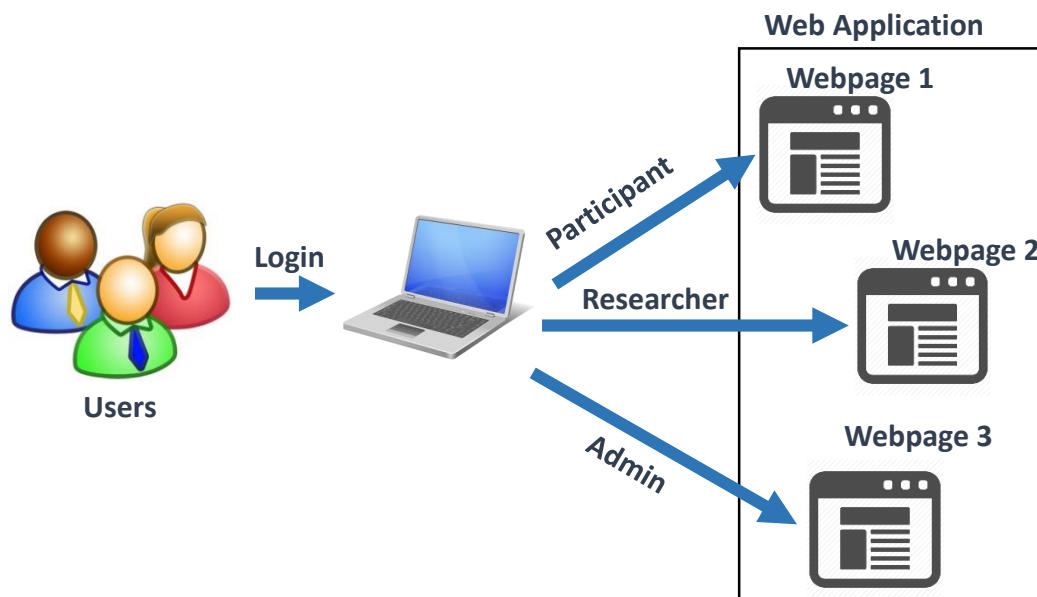 Web Application
Webpage 1
Participant
Webpage 2
Login
Researcher
Users
Webpage 3
Admin